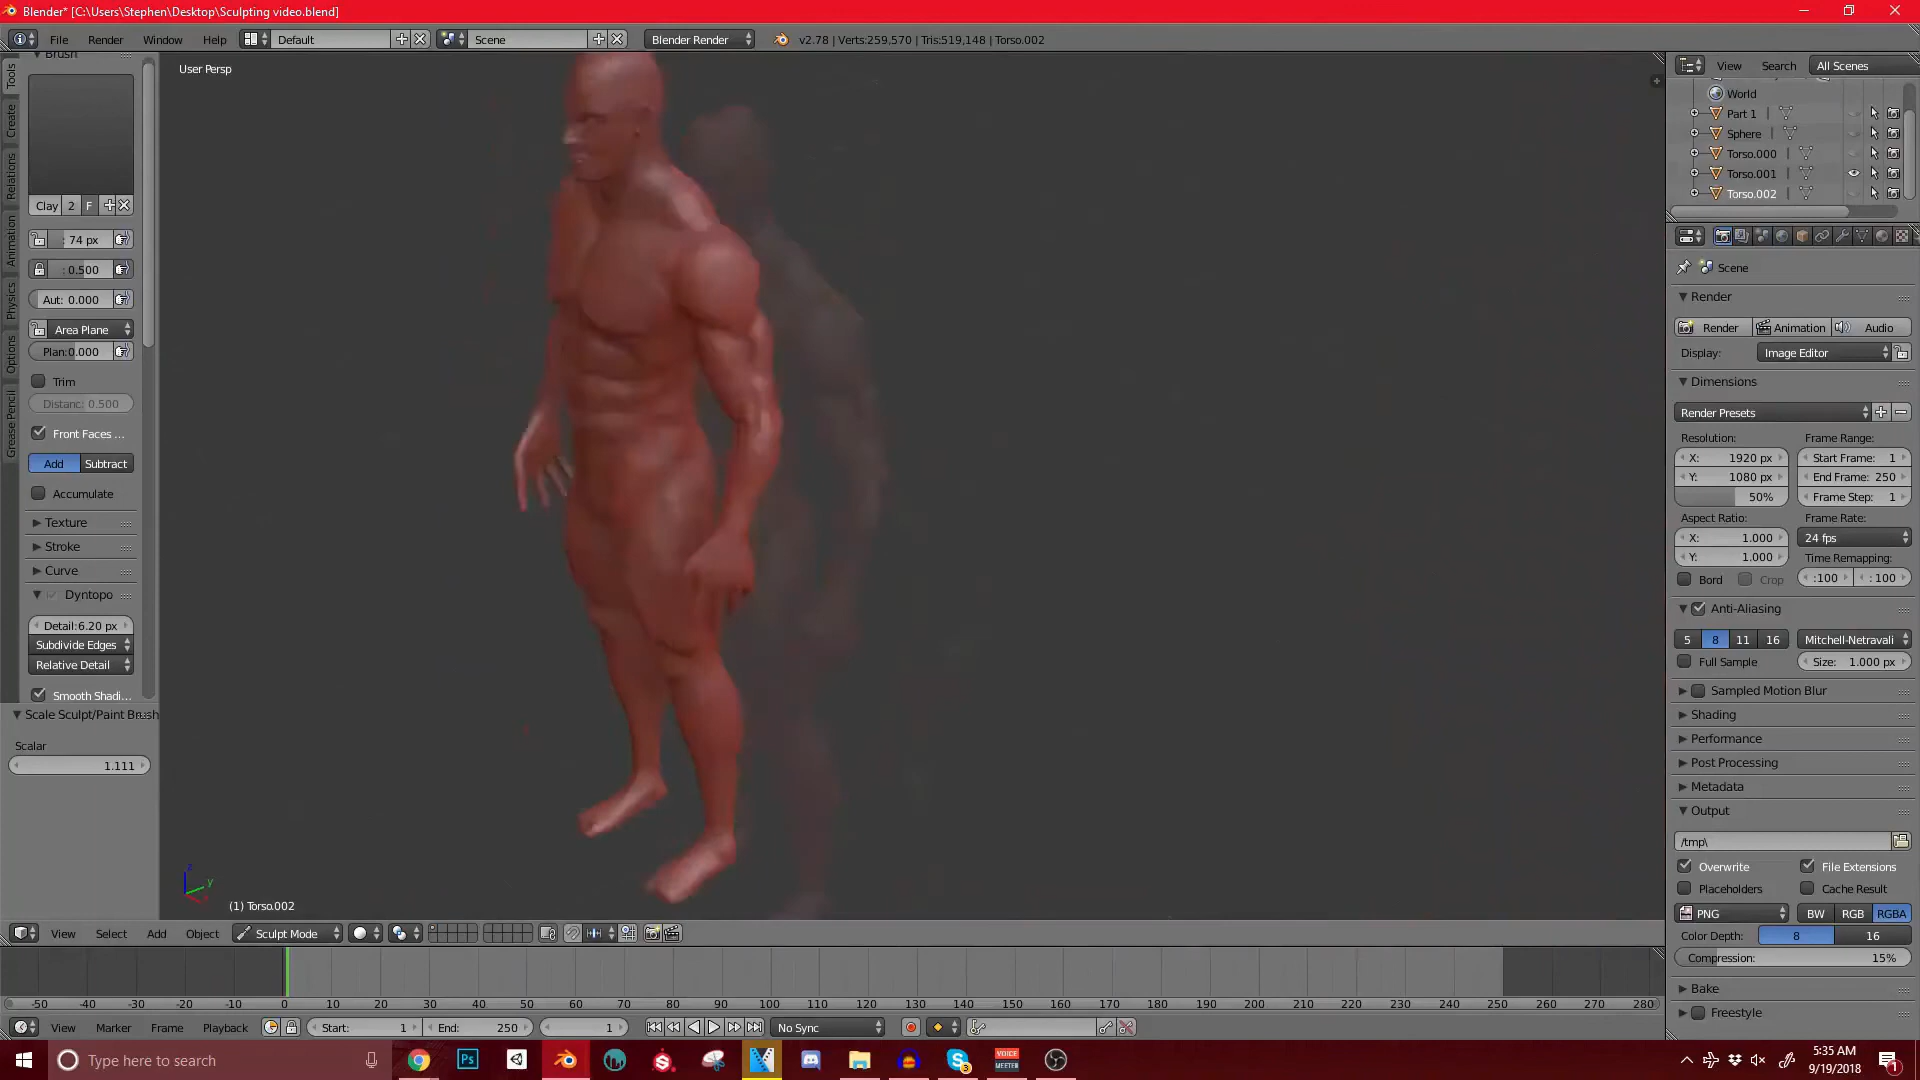 Blender* [C:\Users\Stephen\Desktop\Sculpting video.blend]
File Render Window Help Default Scene Blender Render v2.78 | Verts:259,570 | Tris:519,148 | Torso.002
Brush
User Persp
Tools
Create
Relations
Animation
Physics
Options
Grease Pencil
Clay 2 F
: 74 px
: 0.500
Aut: 0.000
Area Plane
Plan:0.000
Trim
Distanc: 0.500
Front Faces ...
Add Subtract
Accumulate
Texture
Stroke
Curve
Dyntopo
Detail:6.20 px
Subdivide Edges
Relative Detail
Smooth Shadi...
Scale Sculpt/Paint Brush
Scalar
1.111
z
y
(1) Torso.002
View Select Add Object Sculpt Mode
View Search All Scenes
World
Part 1
Sphere
Torso.000
Torso.001
Torso.002
Scene
Render
Render Animation Audio
Display: Image Editor
Dimensions
Render Presets
Resolution: Frame Range:
X: 1920 px Start Frame: 1
Y: 1080 px End Frame: 250
50% Frame Step: 1
Aspect Ratio: Frame Rate:
X: 1.000 24 fps
Y: 1.000 Time Remapping:
Bord Crop :100 : 100
Anti-Aliasing
5 8 11 16 Mitchell-Netravali
Full Sample Size: 1.000 px
Sampled Motion Blur
Shading
Performance
Post Processing
Metadata
Output
/tmp\
Overwrite File Extensions
Placeholders Cache Result
PNG BW RGB RGBA
Color Depth: 8 16
Compression: 15%
Bake
Freestyle
-50 -40 -30 -20 -10 0 10 20 30 40 50 60 70 80 90 100 110 120 130 140 150 160 170 180 190 200 210 220 230 240 250 260 270 280
View Marker Frame Playback Start: 1 End: 250 1 No Sync
Type here to search
Ps
VOICE
MEETER
3
5:35 AM
9/19/2018
1